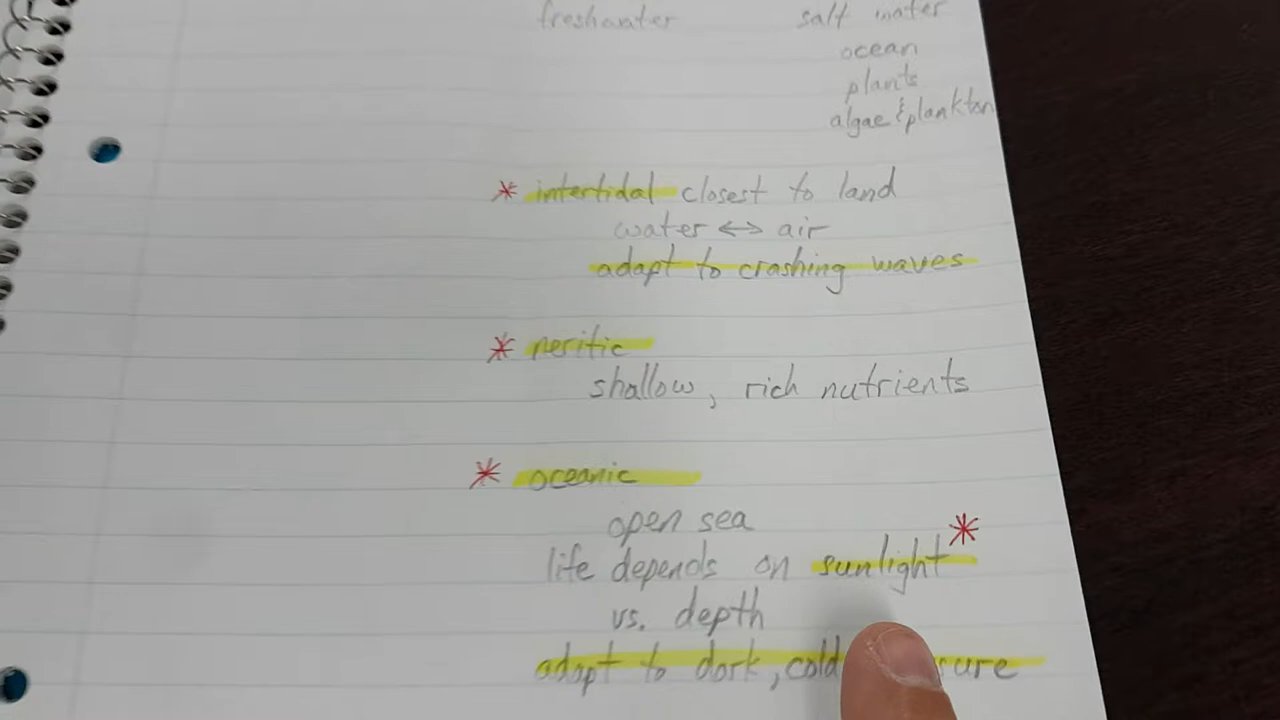 freshwater salt water
ocean
plants
algae & plankton
* intertidal closest to land
water ↔ air
adapt to crashing waves
* neritic
shallow, rich nutrients
* oceanic
open sea
life depends on sunlight *
vs. depth
adapt to dark, cold